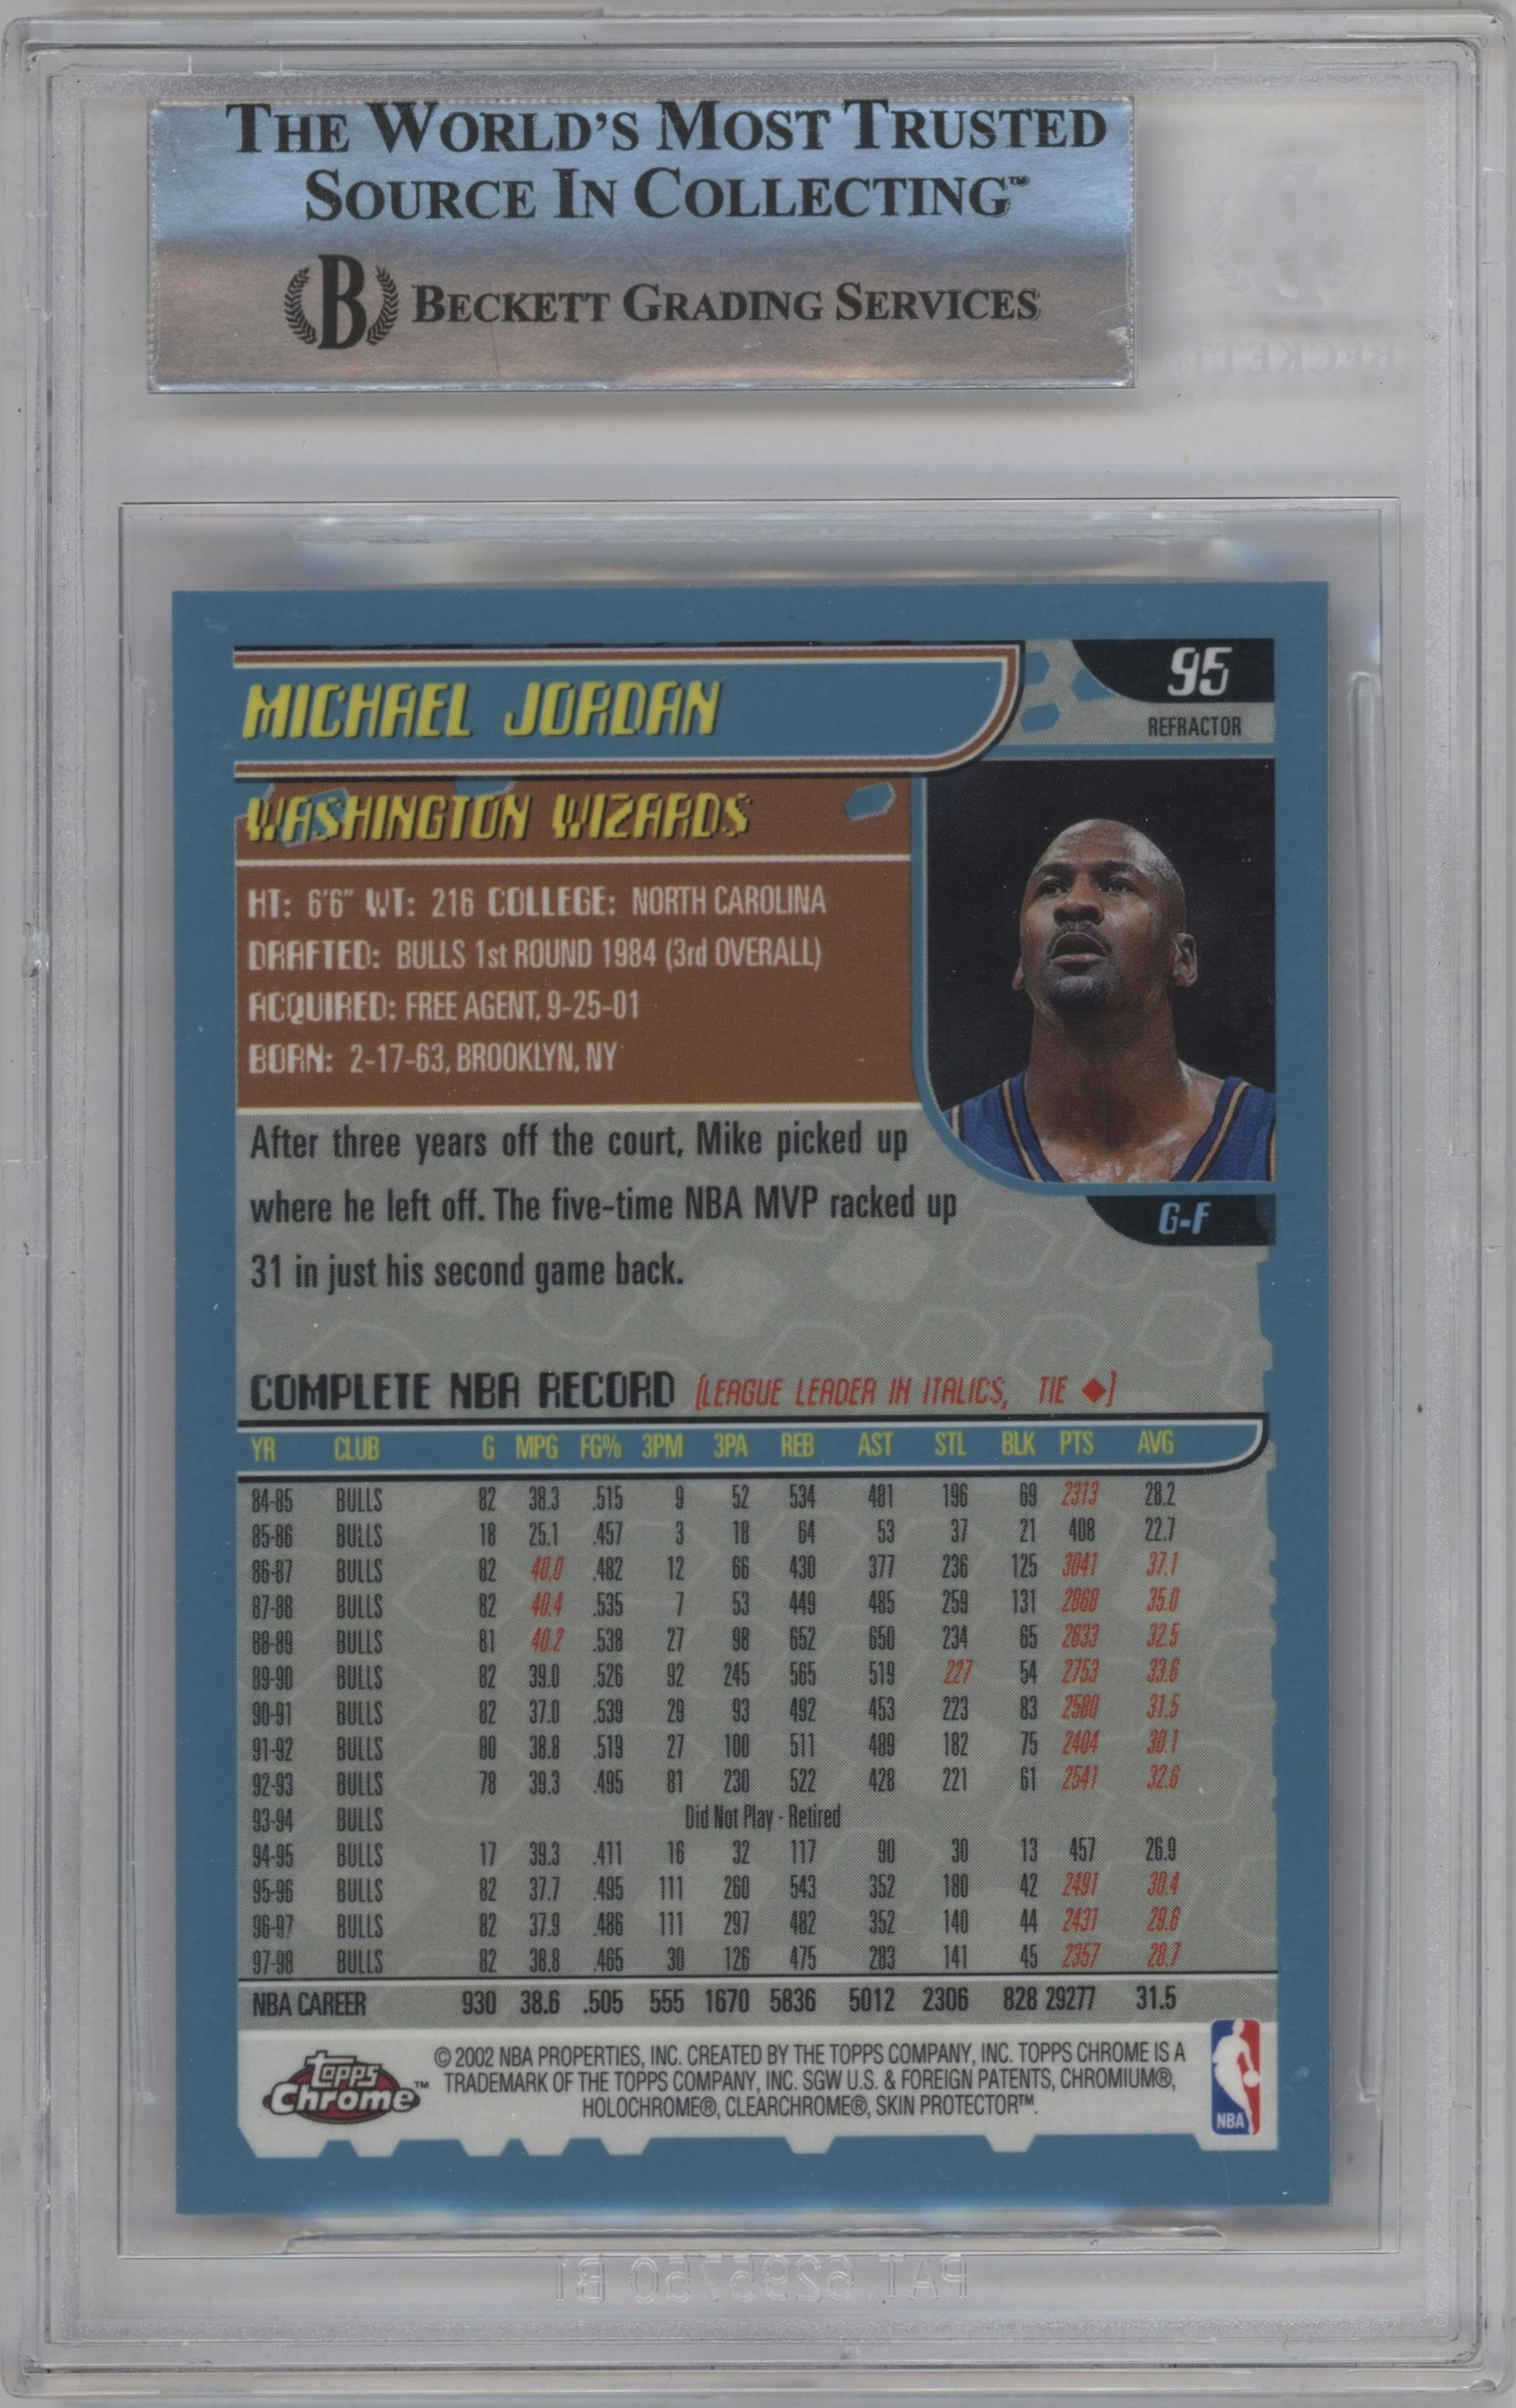 THE WORLD'S MOST TRUSTED
SOURCE IN COLLECTING™
B BECKETT GRADING SERVICES
BECKETT
MICHAEL JORDAN
95
REFRACTOR
WASHINGTON WIZARDS
HT: 6'6" WT: 216 COLLEGE: NORTH CAROLINA
DRAFTED: BULLS 1st ROUND 1984 (3rd OVERALL)
ACQUIRED: FREE AGENT, 9-25-01
BORN: 2-17-63, BROOKLYN, NY
G-F
After three years off the court, Mike picked up
where he left off. The five-time NBA MVP racked up
31 in just his second game back.
COMPLETE NBA RECORD (LEAGUE LEADER IN ITALICS, TIE ◆)
YR CLUB G MPG FG% 3PM 3PA REB AST STL BLK PTS AVG
84-85 BULLS 82 38.3 .515 9 52 534 481 196 69 2313 28.2
85-86 BULLS 18 25.1 .457 3 18 64 53 37 21 408 22.7
86-87 BULLS 82 40.0 .482 12 66 430 377 236 125 3041 37.1
87-88 BULLS 82 40.4 .535 7 53 449 485 259 131 2868 35.0
88-89 BULLS 81 40.2 .538 27 98 652 650 234 65 2633 32.5
89-90 BULLS 82 39.0 .526 92 245 565 519 227 54 2753 33.6
90-91 BULLS 82 37.0 .539 29 93 492 453 223 83 2580 31.5
91-92 BULLS 80 38.8 .519 27 100 511 489 182 75 2404 30.1
92-93 BULLS 78 39.3 .495 81 230 522 428 221 61 2541 32.6
93-94 BULLS Did Not Play - Retired
94-95 BULLS 17 39.3 .411 16 32 117 90 30 13 457 26.9
95-96 BULLS 82 37.7 .495 111 260 543 352 180 42 2491 30.4
96-97 BULLS 82 37.9 .486 111 297 482 352 140 44 2431 29.6
97-98 BULLS 82 38.8 .465 30 126 475 283 141 45 2357 28.7
NBA CAREER 930 38.6 .505 555 1670 5836 5012 2306 828 29277 31.5
Topps Chrome™
© 2002 NBA PROPERTIES, INC. CREATED BY THE TOPPS COMPANY, INC. TOPPS CHROME IS A
TRADEMARK OF THE TOPPS COMPANY, INC. SGW U.S. & FOREIGN PATENTS, CHROMIUM®,
HOLOCHROME®, CLEARCHROME®, SKIN PROTECTOR™.
NBA
PAT. 6295750 B1